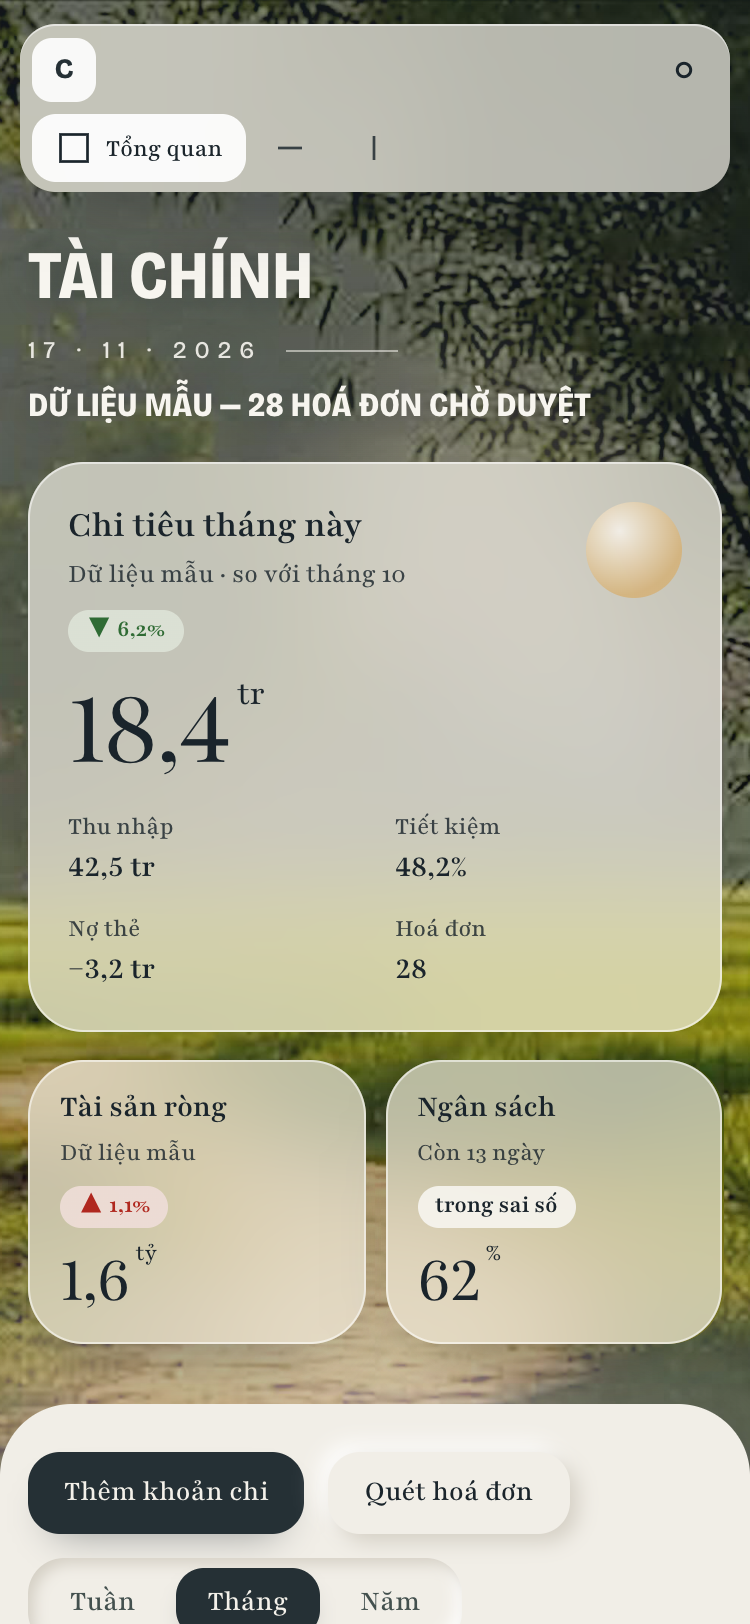 C
Tổng quan
TÀI CHÍNH
17 · 11 · 2026
DỮ LIỆU MẪU — 28 HOÁ ĐƠN CHỜ DUYỆT
Chi tiêu tháng này
Dữ liệu mẫu · so với tháng 10
▼ 6,2%
18,4 tr
Thu nhập
42,5 tr
Tiết kiệm
48,2%
Nợ thẻ
−3,2 tr
Hoá đơn
28
Tài sản ròng
Dữ liệu mẫu
▲ 1,1%
1,6 tỷ
Ngân sách
Còn 13 ngày
trong sai số
62 %
Thêm khoản chi
Quét hoá đơn
Tuần
Tháng
Năm